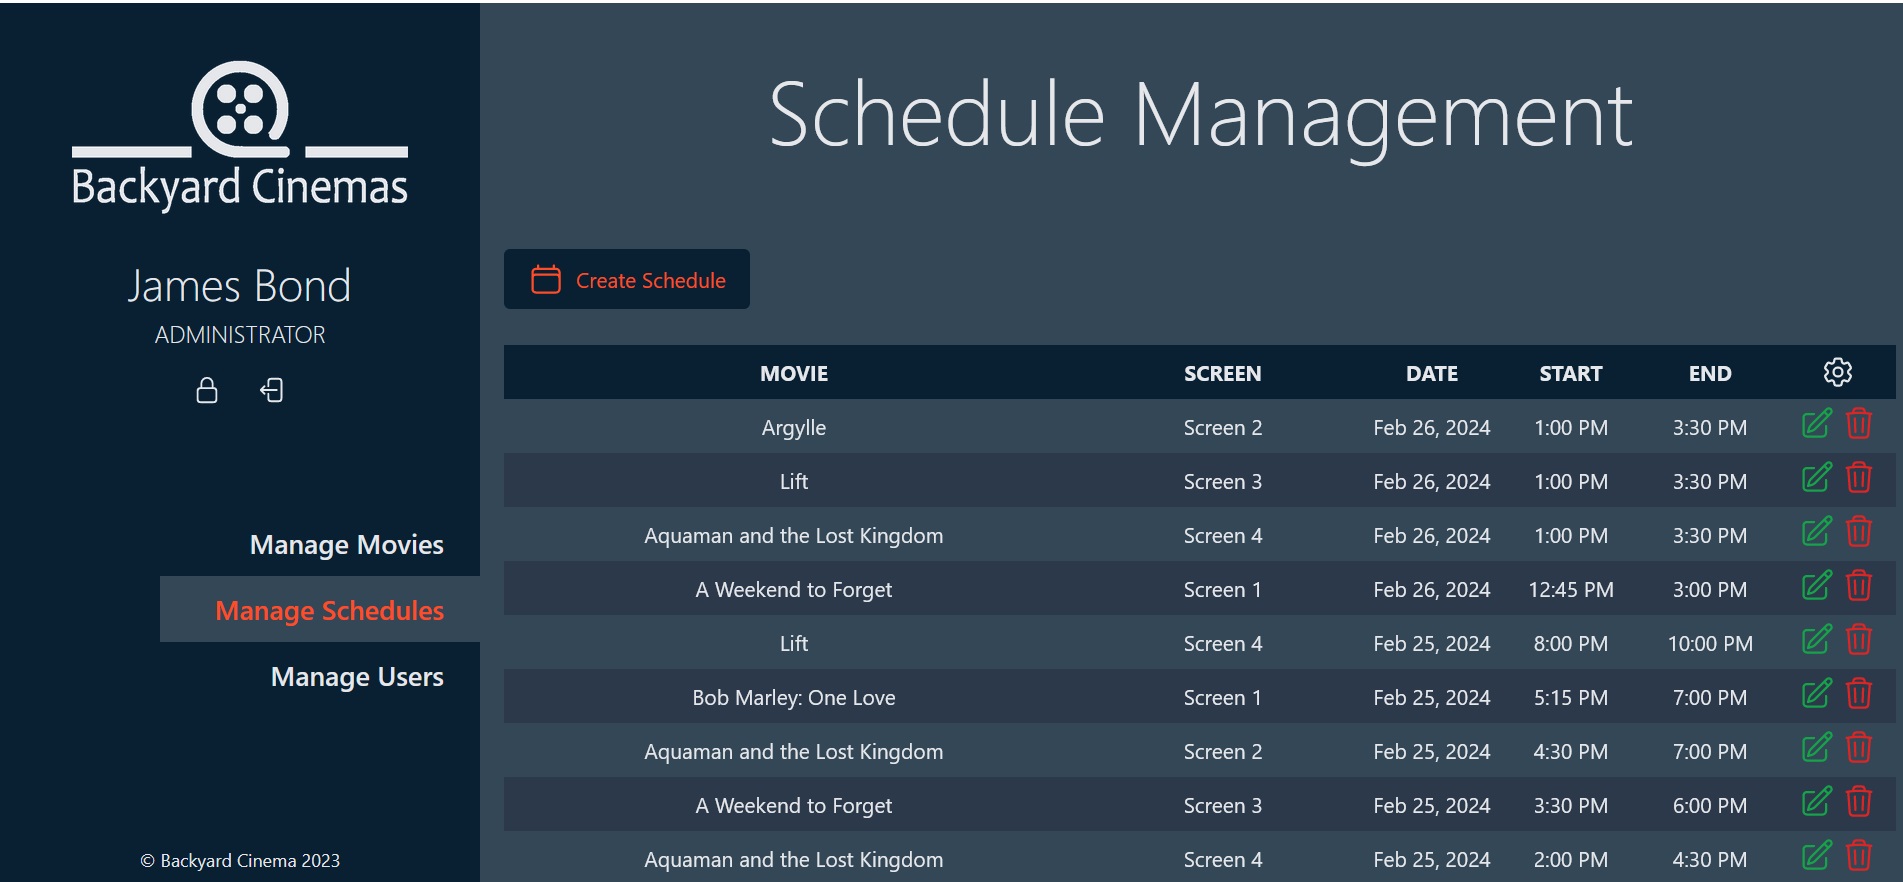 Backyard Cinemas
James Bond
ADMINISTRATOR
Manage Movies
Manage Schedules
Manage Users
© Backyard Cinema 2023
Schedule Management
Create Schedule
MOVIE SCREEN DATE START END
Argylle Screen 2 Feb 26, 2024 1:00 PM 3:30 PM
Lift Screen 3 Feb 26, 2024 1:00 PM 3:30 PM
Aquaman and the Lost Kingdom Screen 4 Feb 26, 2024 1:00 PM 3:30 PM
A Weekend to Forget Screen 1 Feb 26, 2024 12:45 PM 3:00 PM
Lift Screen 4 Feb 25, 2024 8:00 PM 10:00 PM
Bob Marley: One Love Screen 1 Feb 25, 2024 5:15 PM 7:00 PM
Aquaman and the Lost Kingdom Screen 2 Feb 25, 2024 4:30 PM 7:00 PM
A Weekend to Forget Screen 3 Feb 25, 2024 3:30 PM 6:00 PM
Aquaman and the Lost Kingdom Screen 4 Feb 25, 2024 2:00 PM 4:30 PM